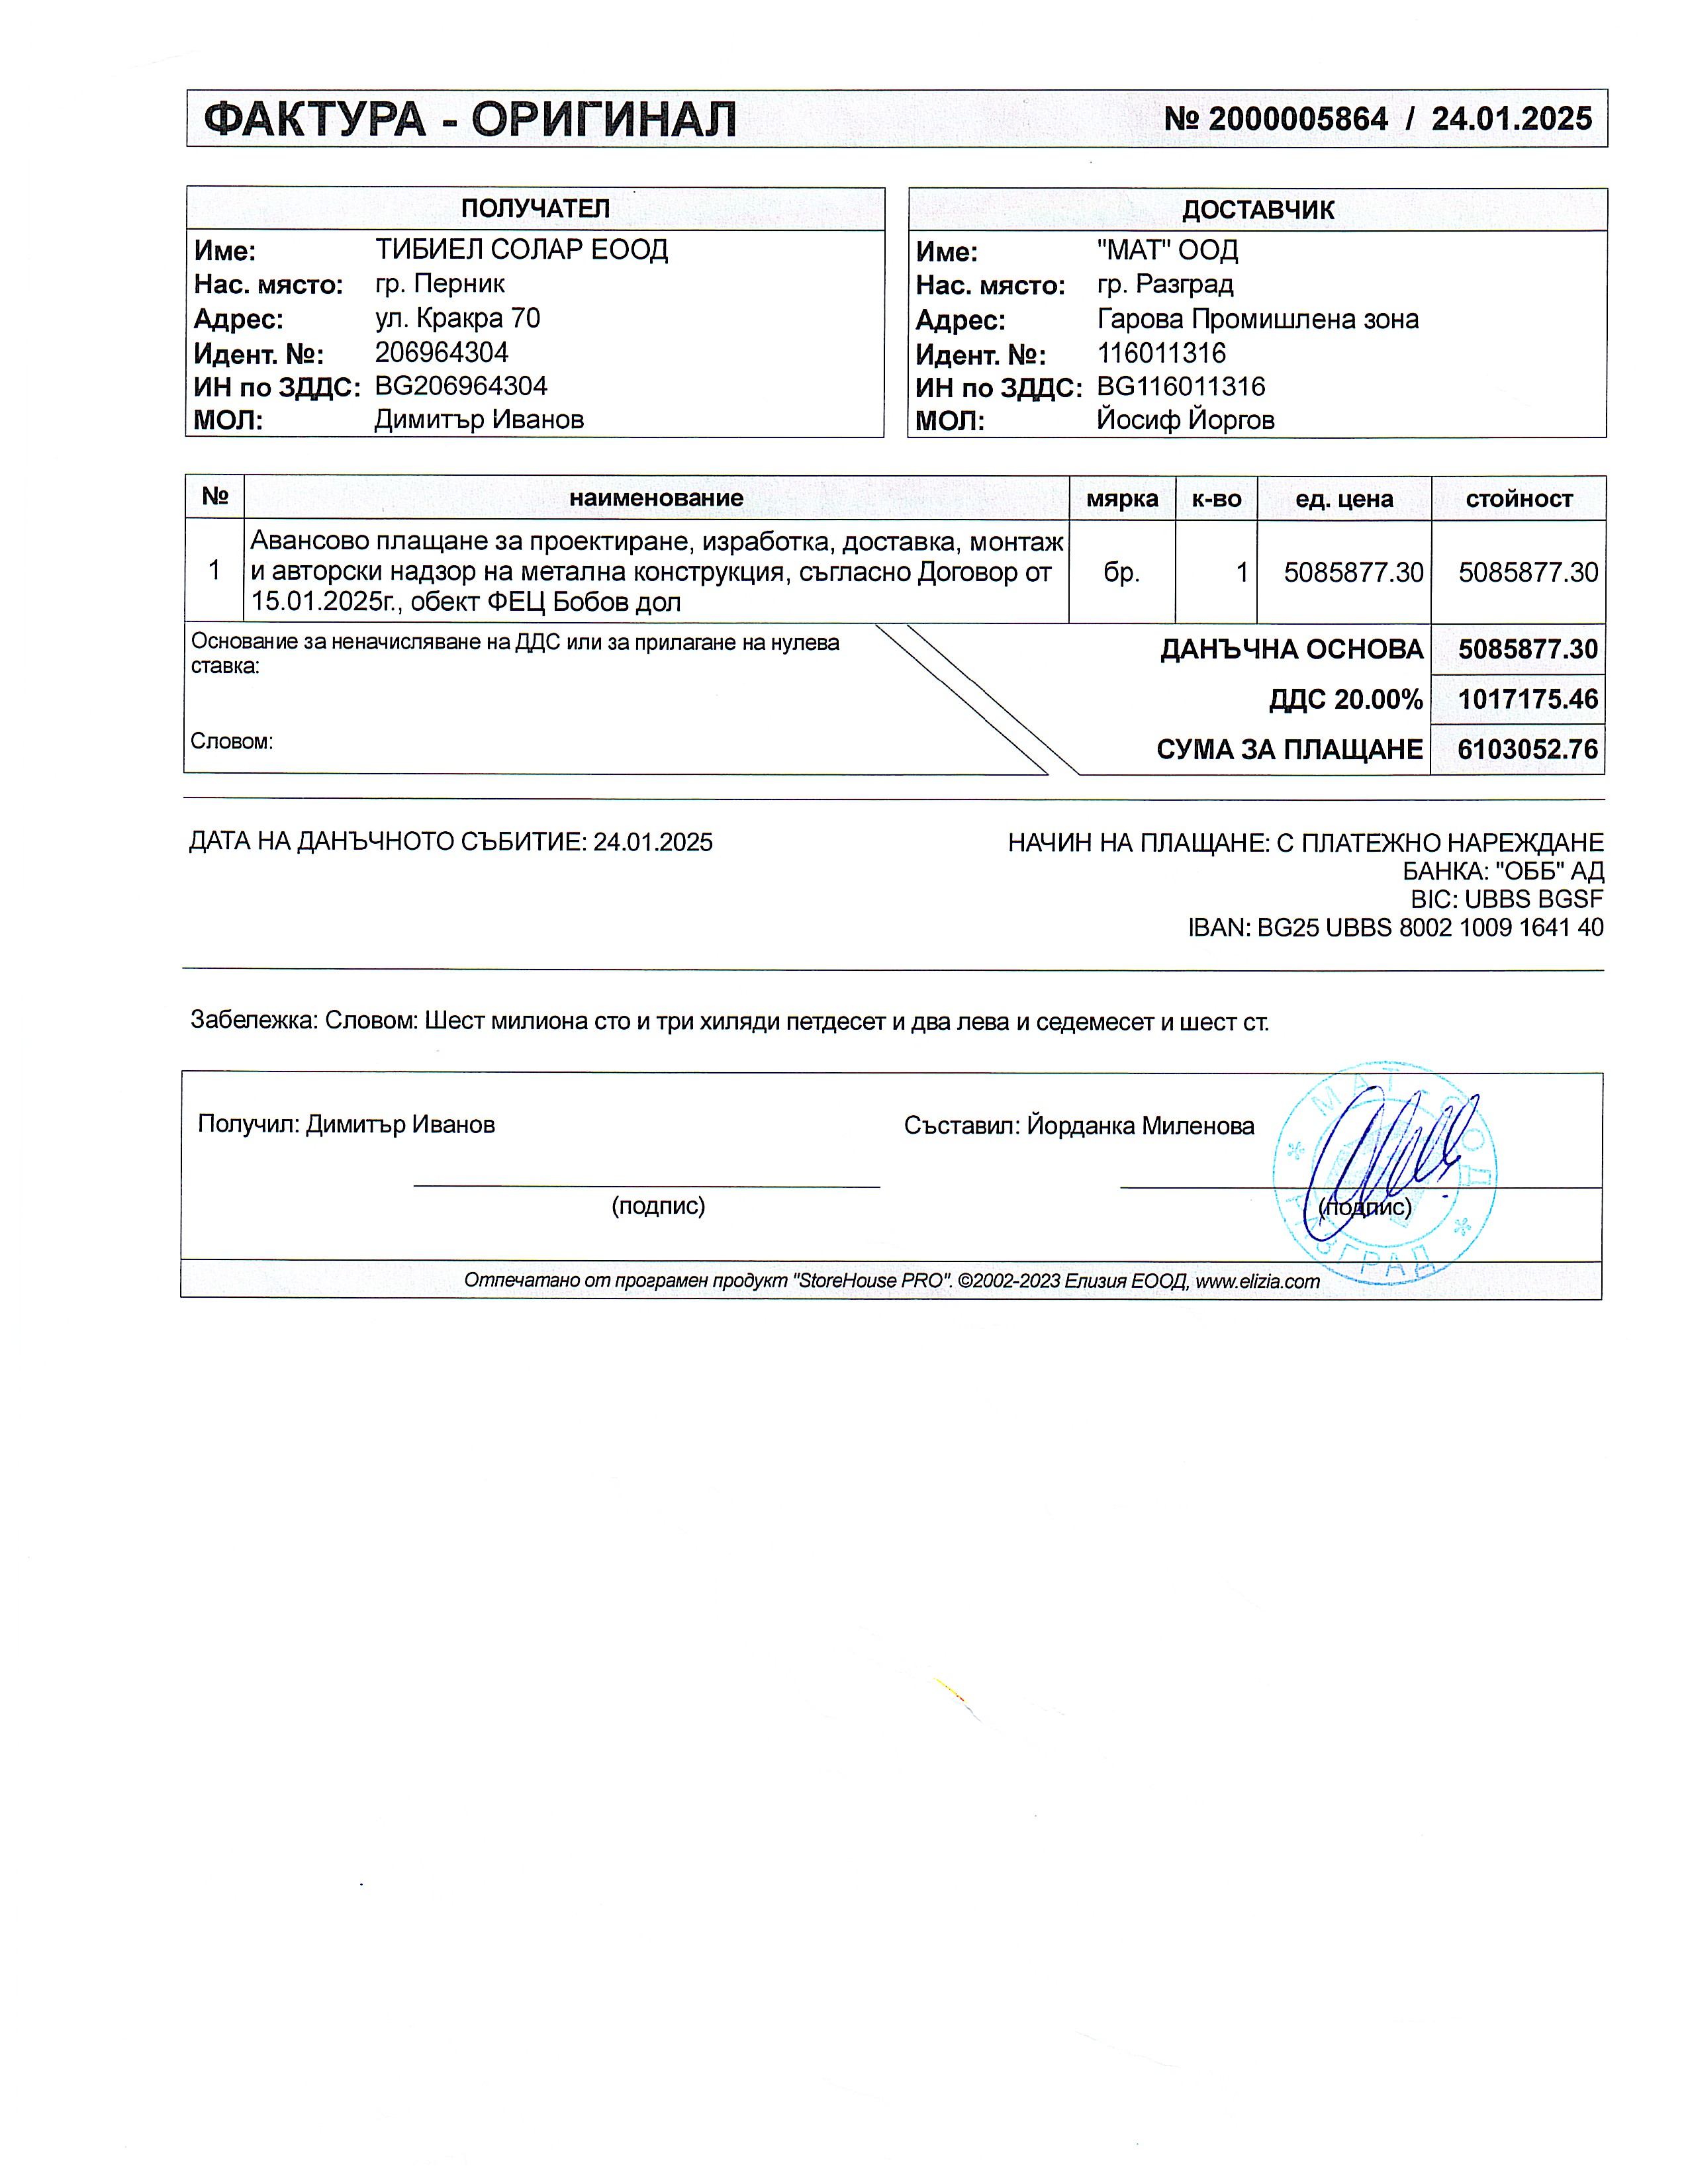 ФАКТУРА - ОРИГИНАЛ № 2000005864 / 24.01.2025
ПОЛУЧАТЕЛ
Име: ТИБИЕЛ СОЛАР ЕООД
Нас. място: гр. Перник
Адрес: ул. Кракра 70
Идент. №: 206964304
ИН по ЗДДС: BG206964304
МОЛ: Димитър Иванов
ДОСТАВЧИК
Име: "МАТ" ООД
Нас. място: гр. Разград
Адрес: Гарова Промишлена зона
Идент. №: 116011316
ИН по ЗДДС: BG116011316
МОЛ: Йосиф Йоргов
№ наименование мярка к-во ед. цена стойност
Авансово плащане за проектиране, изработка, доставка, монтаж
1 и авторски надзор на метална конструкция, съгласно Договор от бр. 1 5085877.30 5085877.30
15.01.2025г., обект ФЕЦ Бобов дол
Основание за неначисляване на ДДС или за прилагане на нулева
ставка:
Словом:
ДАНЪЧНА ОСНОВА 5085877.30
ДДС 20.00% 1017175.46
СУМА ЗА ПЛАЩАНЕ 6103052.76
ДАТА НА ДАНЪЧНОТО СЪБИТИЕ: 24.01.2025
НАЧИН НА ПЛАЩАНЕ: С ПЛАТЕЖНО НАРЕЖДАНЕ
БАНКА: "ОББ" АД
BIC: UBBS BGSF
IBAN: BG25 UBBS 8002 1009 1641 40
Забележка: Словом: Шест милиона сто и три хиляди петдесет и два лева и седемесет и шест ст.
Получил: Димитър Иванов
(подпис)
Съставил: Йорданка Миленова
(подпис)
МАТ ООД
Отпечатано от програмен продукт "StoreHouse PRO". ©2002-2023 Елизия ЕООД, www.elizia.com